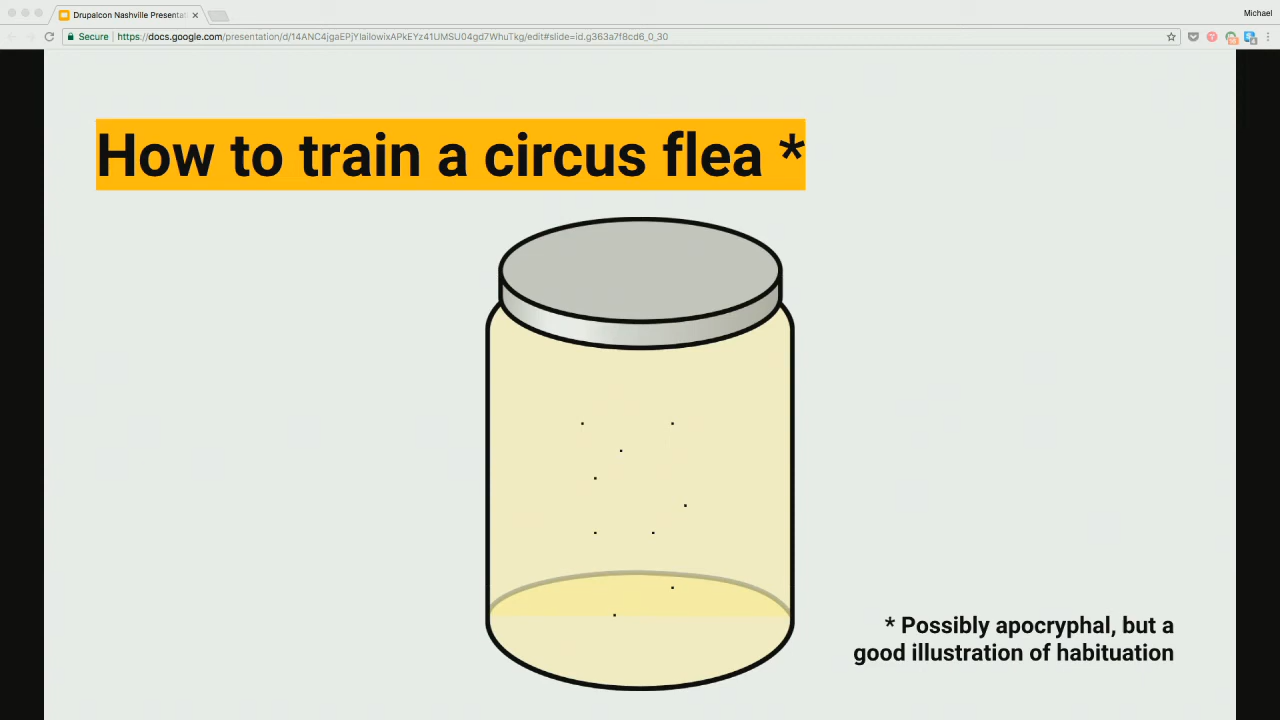 Drupalcon Nashville Presentat
Michael
Secure
https://docs.google.com/presentation/d/14ANC4jgaEPjYlailowixAPkEYz41UMSU04gd7WhuTkg/edit#slide=id.g363a7f8cd6_0_30
How to train a circus flea *
* Possibly apocryphal, but a
good illustration of habituation